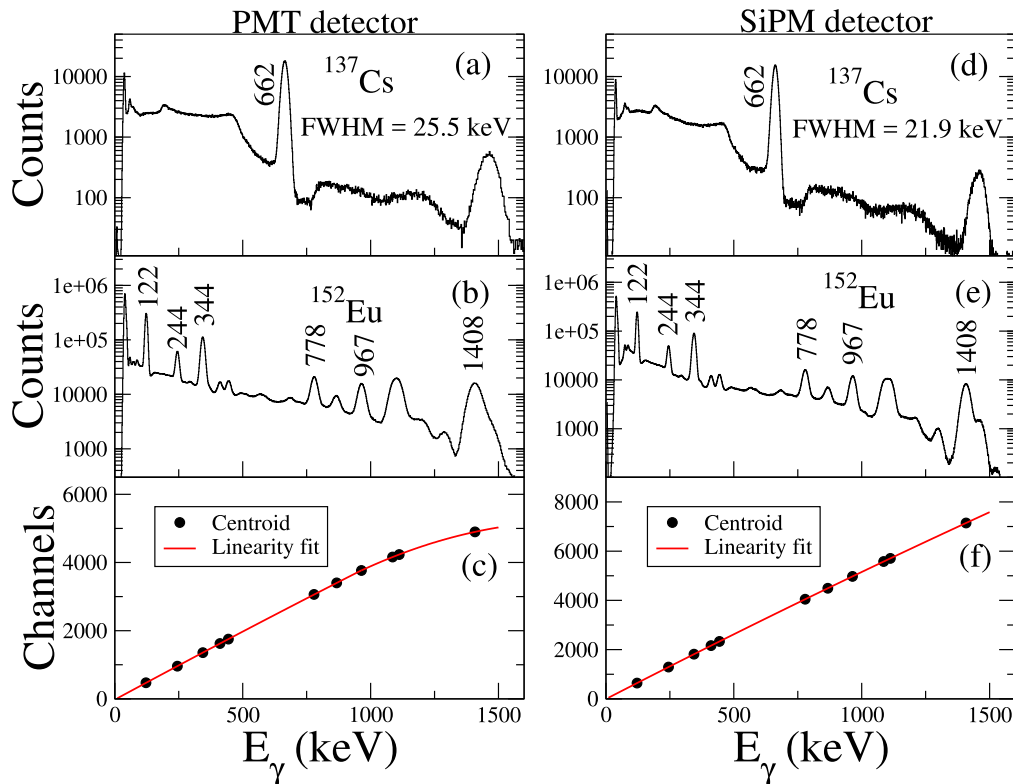 PMT detector
SiPM detector
Counts
10000
1000
100
662
¹³⁷Cs
(a)
FWHM = 25.5 keV
10000
1000
100
662
¹³⁷Cs
(d)
FWHM = 21.9 keV
Counts
1e+06
1e+05
10000
1000
122
244
344
¹⁵²Eu
778
967
1408
(b)
1e+06
1e+05
10000
1000
122
244
344
¹⁵²Eu
778
967
1408
(e)
Channels
6000
4000
2000
0
Centroid
Linearity fit
(c)
8000
6000
4000
2000
0
Centroid
Linearity fit
(f)
0 500 1000 1500
0 500 1000 1500
E_γ (keV)
E_γ (keV)